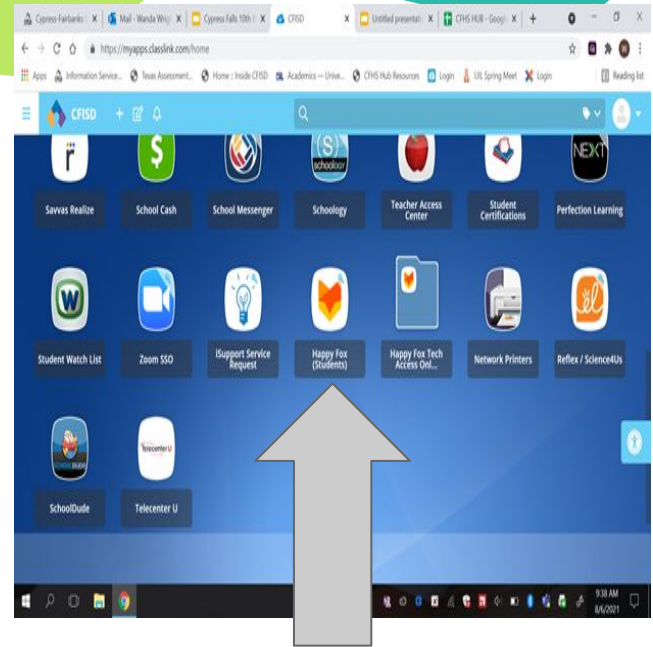 Cypress-Fairbanks I
Mail - Wanda Wrig
Cypress Falls 10th
CFISD
Untitled presentati
CFHS HUB - Googl
https://myapps.classlink.com/home
Apps
Information Service...
Texas Assessment...
Home :: Inside CFISD
Academics — Unive...
CFHS Hub Resources
Login
UIL Spring Meet
Login
Reading list
CFISD
Savvas Realize
School Cash
School Messenger
Schoology
Teacher Access
Center
Student
Certifications
Perfection Learning
S
schoology
NEXT
W
Student Watch List
Zoom SSO
iSupport Service
Request
Happy Fox
(Students)
Happy Fox Tech
Access Onl...
Network Printers
Reflex / Science4Us
SchoolDude
Telecenter U
Telecenter U
9:38 AM
8/6/2021